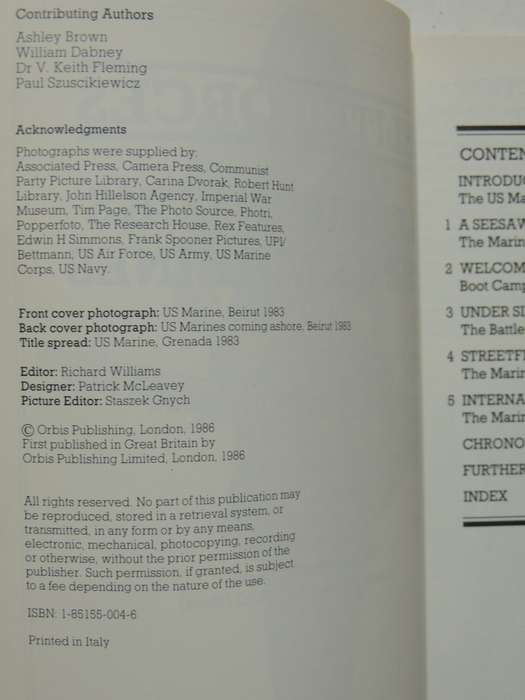 Contributing Authors
Ashley Brown
William Dabney
Dr V. Keith Fleming
Paul Szuscikiewicz
Acknowledgments
Photographs were supplied by:
Associated Press, Camera Press, Communist
Party Picture Library, Carina Dvorak, Robert Hunt
Library, John Hillelson Agency, Imperial War
Museum, Tim Page, The Photo Source, Photri,
Popperfoto, The Research House, Rex Features,
Edwin H Simmons, Frank Spooner Pictures, UPI/
Bettmann, US Air Force, US Army, US Marine
Corps, US Navy.
Front cover photograph: US Marine, Beirut 1983
Back cover photograph: US Marines coming ashore, Beirut 1983
Title spread: US Marine, Grenada 1983
Editor: Richard Williams
Designer: Patrick McLeavey
Picture Editor: Staszek Gnych
© Orbis Publishing, London, 1986
First published in Great Britain by
Orbis Publishing Limited, London, 1986
All rights reserved. No part of this publication may
be reproduced, stored in a retrieval system, or
transmitted, in any form or by any means,
electronic, mechanical, photocopying, recording
or otherwise, without the prior permission of the
publisher. Such permission, if granted, is subject
to a fee depending on the nature of the use.
ISBN: 1-85155-004-6
Printed in Italy
CONTEN
INTRODUC
The US Ma
1 A SEESAW
The Marin
2 WELCOM
Boot Camp
3 UNDER SI
The Battle
4 STREETFI
The Marin
5 INTERNA
The Marin
CHRONO
FURTHER
INDEX